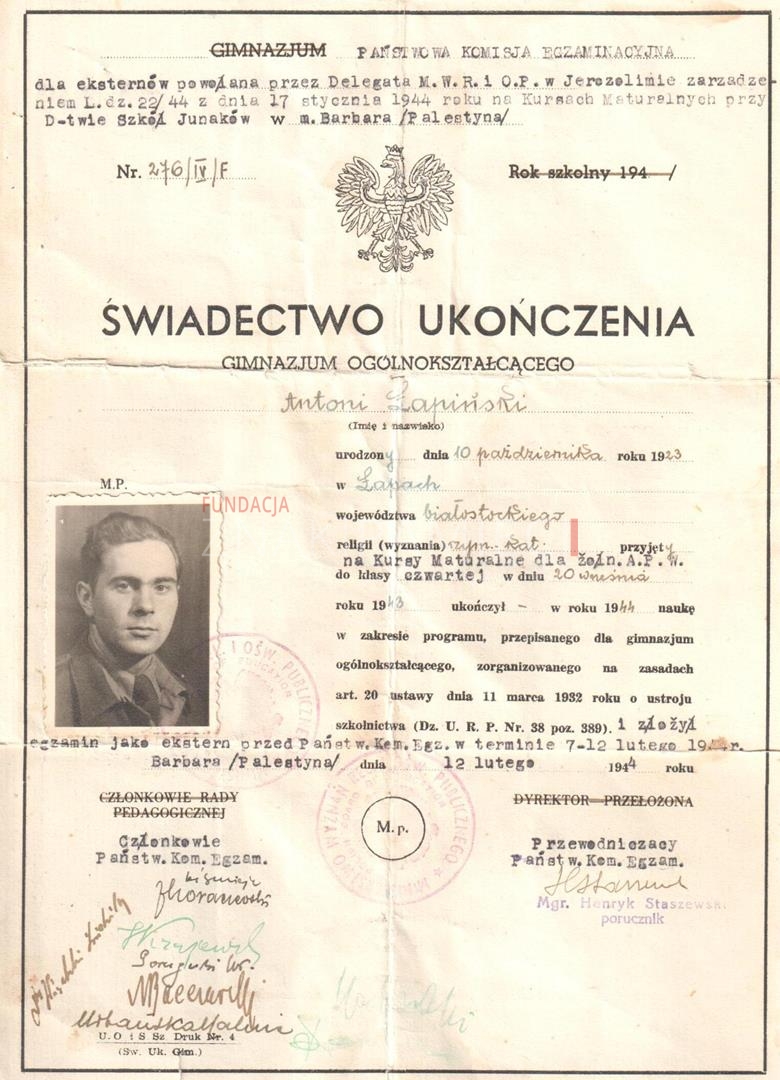 GIMNAZJUM PAŃSTWOWA KOMISJA EGZAMINACYJNA
dla eksternów powołana przez Delegata M.W.R.i O.P. w Jerozolimie zarządze-
niem L.dz.22/44 z dnia 17 stycznia 1944 roku na Kursach Maturalnych przy
D-twie Szkół Junaków w m.Barbara /Palestyna/
Nr. 276/IV/F
Rok szkolny 194 /
ŚWIADECTWO UKOŃCZENIA
GIMNAZJUM OGÓLNOKSZTAŁCĄCEGO
Antoni Łapiński
(Imię i nazwisko)
urodzony dnia 10 października roku 1923
w Łapach
M.P.
FUNDACJA
województwa białostockiego
religii (wyznania) rzym.-kat. przyjęty
na Kursy Maturalne dla żołn.A.P.W.
do klasy czwartej w dniu 20 września
roku 1943 ukończył - w roku 1944 naukę
w zakresie programu, przepisanego dla gimnazjum
ogólnokształcącego, zorganizowanego na zasadach
art. 20 ustawy dnia 11 marca 1932 roku o ustroju
szkolnictwa (Dz. U. R. P. Nr. 38 poz. 389). i złożył
egzamin jako ekstern przed Państw.Kom.Egz. w terminie 7-12 lutego 1944r.
Barbara /Palestyna/ dnia 12 lutego 1944 roku
CZŁONKOWIE RADY
PEDAGOGICZNEJ
DYREKTOR-PRZEŁOŻONA
M.p.
Członkowie
Państw.Kom.Egzam.
Przewodniczący
Państw.Kom.Egzam.
Mgr. Henryk Staszewski
porucznik
U. O i S Sz Druk Nr. 4
(Św. Uk. Gim.)